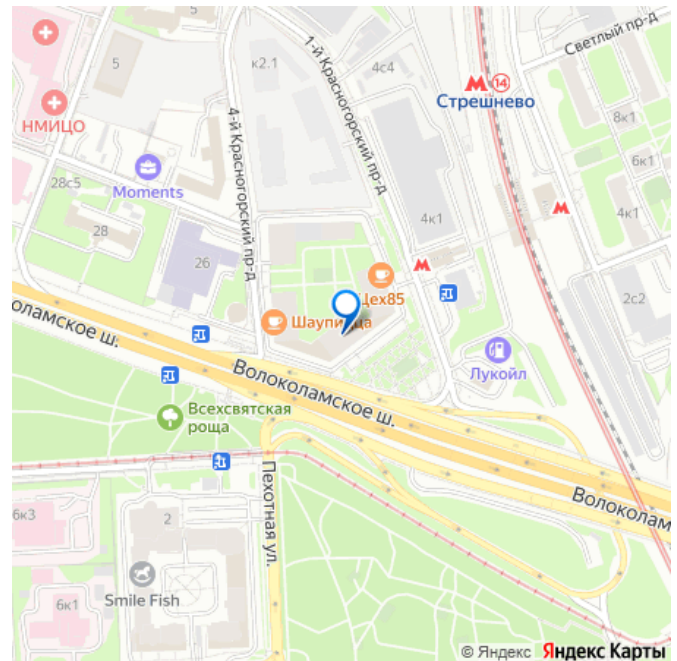 5
5
к2.1
1-й Красногорский пр-д
4с4
Светлый пр-д
М 14
Стрешнево
8к1
НМИЦО
4-й Красногорский пр-д
6к1
28с5
Moments
М
4к1
4к1
28
26
М
Цех85
2с2
Шаупицца
Волоколамское ш.
Лукойл
оламское ш.
Всехсвятская
роща
Волоколам
Пехотная ул.
6к3
2
Smile Fish
6к1
© Яндекс Яндекс Карты